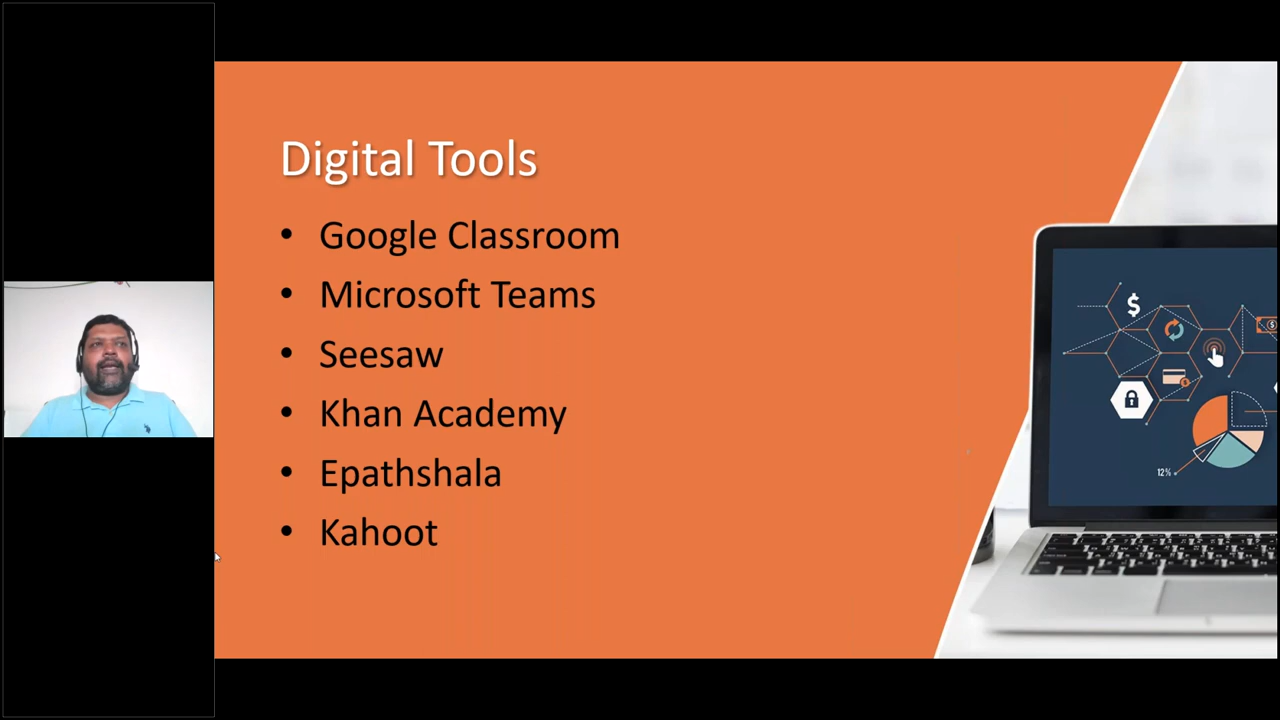 Digital Tools
• Google Classroom
• Microsoft Teams
• Seesaw
• Khan Academy
• Epathshala
• Kahoot
$
$
12%